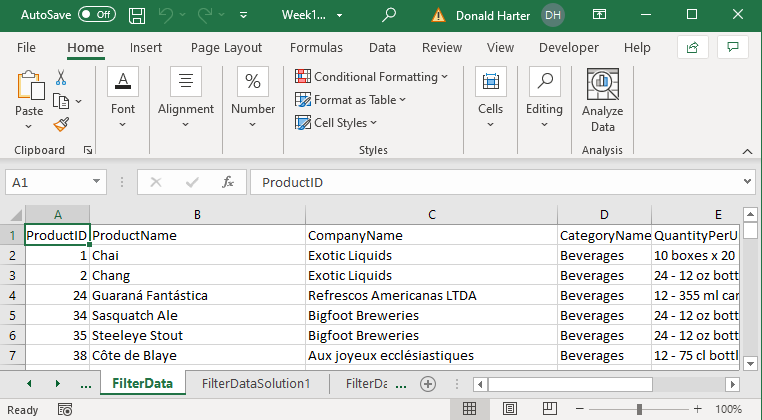 AutoSave Off Week1... Donald Harter DH
File Home Insert Page Layout Formulas Data Review View Developer Help
Paste Font Alignment Number Conditional Formatting Format as Table Cell Styles Cells Editing Analyze Data
Clipboard Styles Analysis
A1 fx ProductID
A B C D E
1 ProductID ProductName CompanyName CategoryName QuantityPerU
2 1 Chai Exotic Liquids Beverages 10 boxes x 20
3 2 Chang Exotic Liquids Beverages 24 - 12 oz bott
4 24 Guaraná Fantástica Refrescos Americanas LTDA Beverages 12 - 355 ml car
5 34 Sasquatch Ale Bigfoot Breweries Beverages 24 - 12 oz bott
6 35 Steeleye Stout Bigfoot Breweries Beverages 24 - 12 oz bott
7 38 Côte de Blaye Aux joyeux ecclésiastiques Beverages 12 - 75 cl bottl
... FilterData FilterDataSolution1 FilterDa ...
Ready 100%